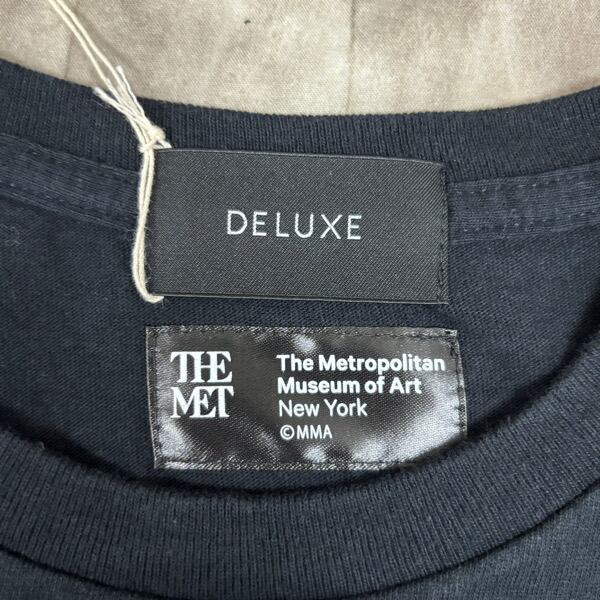 DELUXE
THE
MET
The Metropolitan
Museum of Art
New York
©MMA